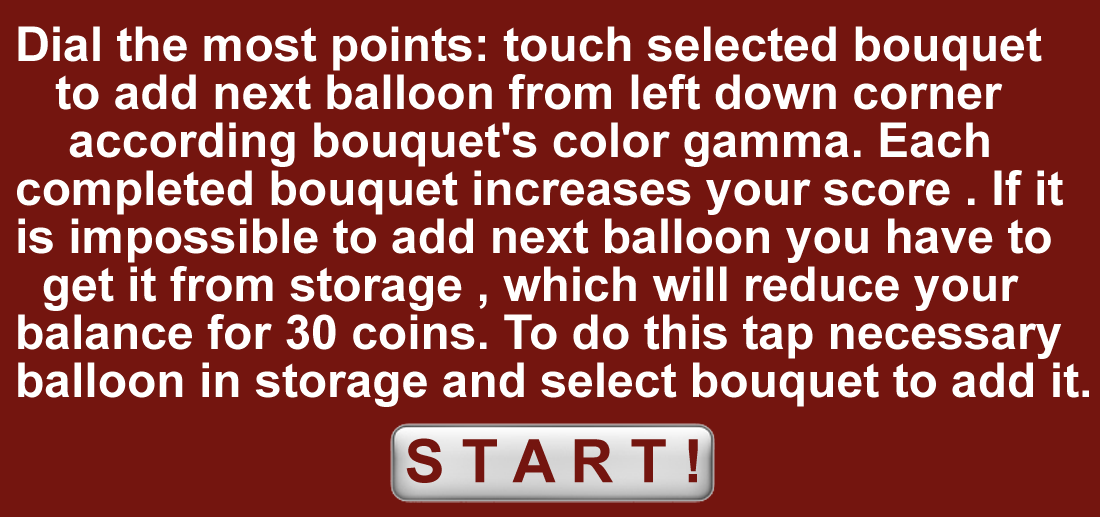 Dial the most points: touch selected bouquet
to add next balloon from left down corner
according bouquet's color gamma. Each
completed bouquet increases your score . If it
is impossible to add next balloon you have to
get it from storage , which will reduce your
balance for 30 coins. To do this tap necessary
balloon in storage and select bouquet to add it.
START!